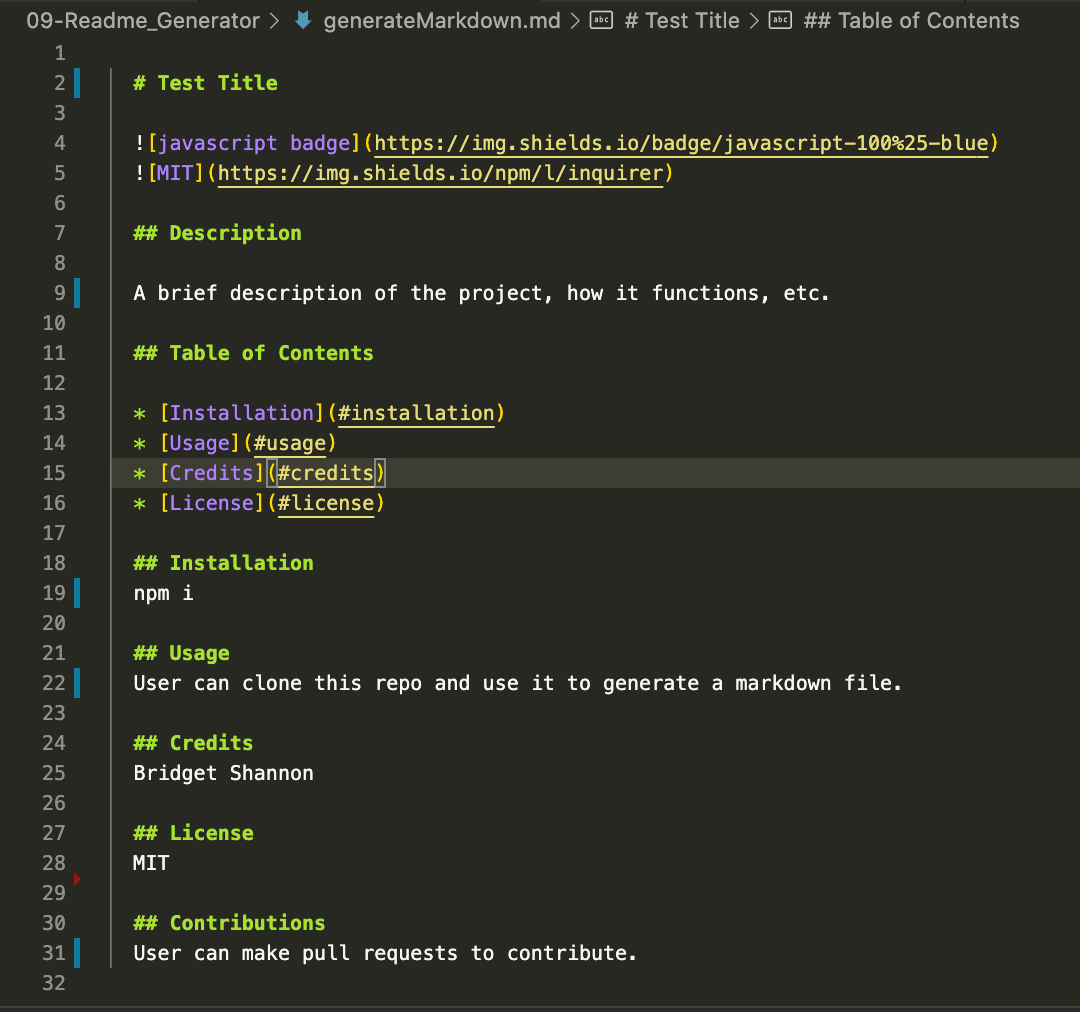 09-Readme_Generator > generateMarkdown.md > abc # Test Title > abc ## Table of Contents
1
2 # Test Title
3
4 ![javascript badge](https://img.shields.io/badge/javascript-100%25-blue)
5 ![MIT](https://img.shields.io/npm/l/inquirer)
6
7 ## Description
8
9 A brief description of the project, how it functions, etc.
10
11 ## Table of Contents
12
13 * [Installation](#installation)
14 * [Usage](#usage)
15 * [Credits](#credits)
16 * [License](#license)
17
18 ## Installation
19 npm i
20
21 ## Usage
22 User can clone this repo and use it to generate a markdown file.
23
24 ## Credits
25 Bridget Shannon
26
27 ## License
28 MIT
29
30 ## Contributions
31 User can make pull requests to contribute.
32